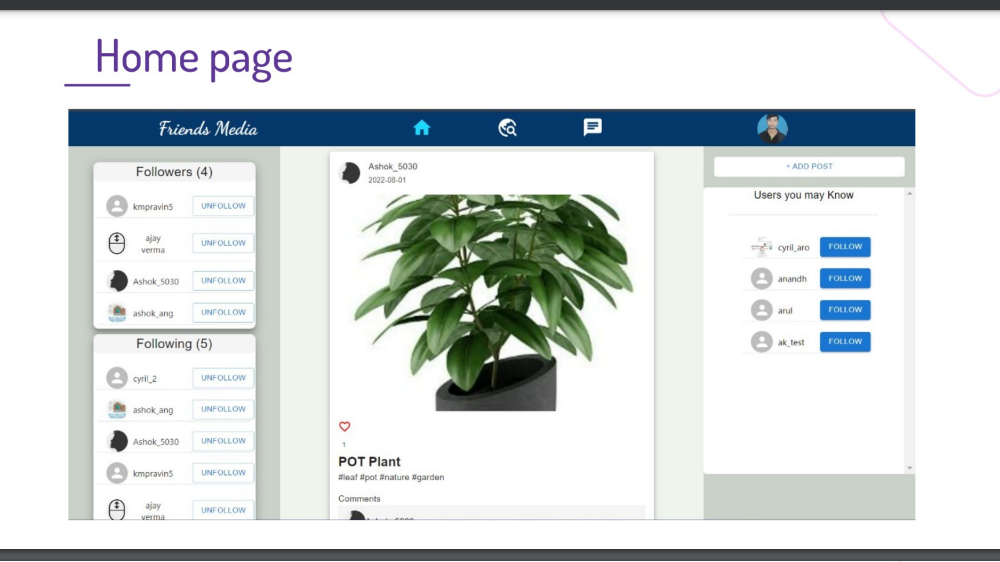 Home page
Friends Media
Followers (4)
kmpravin5 UNFOLLOW
ajay
verma
UNFOLLOW
Ashok_5030 UNFOLLOW
ashok_ang UNFOLLOW
Following (5)
cyril_2 UNFOLLOW
ashok_ang UNFOLLOW
Ashok_5030 UNFOLLOW
kmpravin5 UNFOLLOW
ajay
verma
UNFOLLOW
Ashok_5030
2022-08-01
1
POT Plant
#leaf #pot #nature #garden
Comments
Ashok_5030
+ ADD POST
Users you may Know
cyril_aro FOLLOW
anandh FOLLOW
arul FOLLOW
ak_test FOLLOW